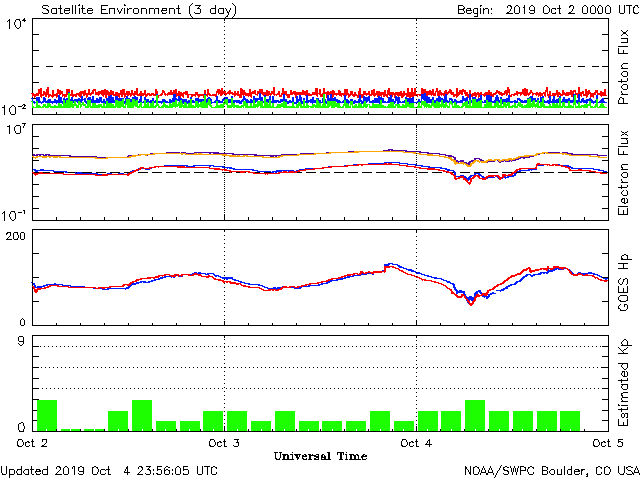 Satellite Environment (3 day)
Begin: 2019 Oct 2 0000 UTC
10⁴
10⁻²
Proton Flux
10⁷
10⁻¹
Electron Flux
200
0
GOES Hp
9
0
Estimated Kp
Oct 2 Oct 3 Oct 4 Oct 5
Universal Time
Updated 2019 Oct 4 23:56:05 UTC
NOAA/SWPC Boulder, CO USA